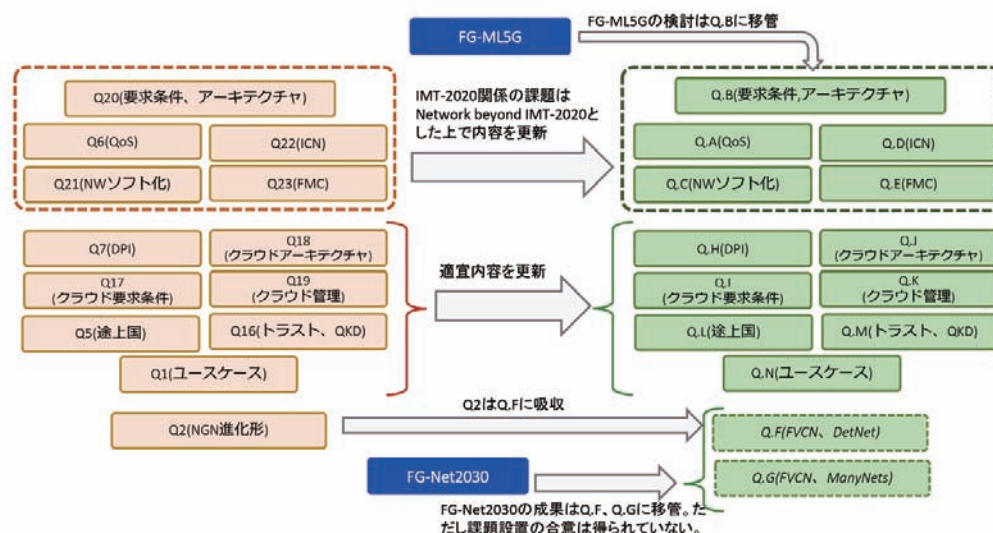 FG-ML5G
FG-ML5Gの検討はQ.Bに移管
Q20(要求条件、アーキテクチャ)
Q6(QoS)
Q22(ICN)
Q21(NWソフト化)
Q23(FMC)
IMT-2020関係の課題は
Network beyond IMT-2020と
した上で内容を更新
Q.B(要求条件,アーキテクチャ)
Q.A(QoS)
Q.D(ICN)
Q.C(NWソフト化)
Q.E(FMC)
Q7(DPI)
Q18
(クラウドアーキテクチャ)
Q17
(クラウド要求条件)
Q19
(クラウド管理)
Q5(途上国)
Q16(トラスト、QKD)
Q1(ユースケース)
適宜内容を更新
Q.H(DPI)
Q.J
(クラウドアーキテクチャ)
Q.I
(クラウド要求条件)
Q.K
(クラウド管理)
Q.L(途上国)
Q.M(トラスト、QKD)
Q.N(ユースケース)
Q2(NGN進化形)
Q2はQ.Fに吸収
Q.F(FVCN、DetNet)
Q.G(FVCN、ManyNets)
FG-Net2030
FG-Net2030の成果はQ.F、Q.Gに移管。た
だし課題設置の合意は得られていない。